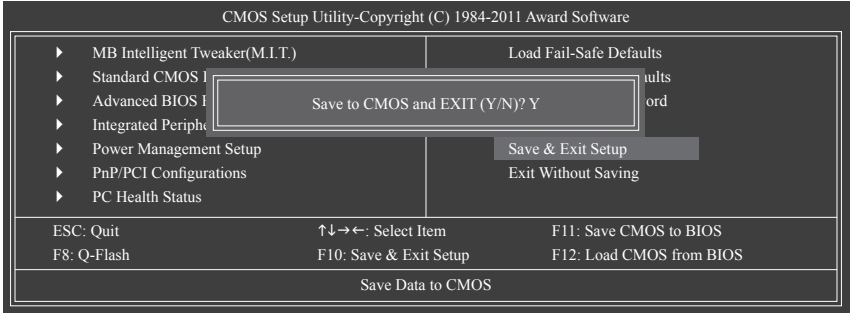 CMOS Setup Utility-Copyright (C) 1984-2011 Award Software
MB Intelligent Tweaker(M.I.T.)
Standard CMOS
Advanced BIOS
Integrated
Power Management Setup
PnP/PCI Configurations
PC Health Status
Load Fail-Safe Defaults
Save & Exit Setup
Exit Without Saving
Save to CMOS and EXIT (Y/N)? Y
ESC: Quit ↑↓→←: Select Item F11: Save CMOS to BIOS
F8: Q-Flash F10: Save & Exit Setup F12: Load CMOS from BIOS
Save Data to CMOS